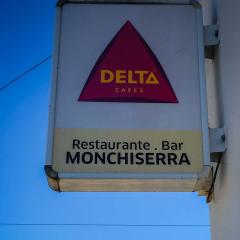 DELTA
CAFÉS
Restaurante . Bar
MONCHISERRA